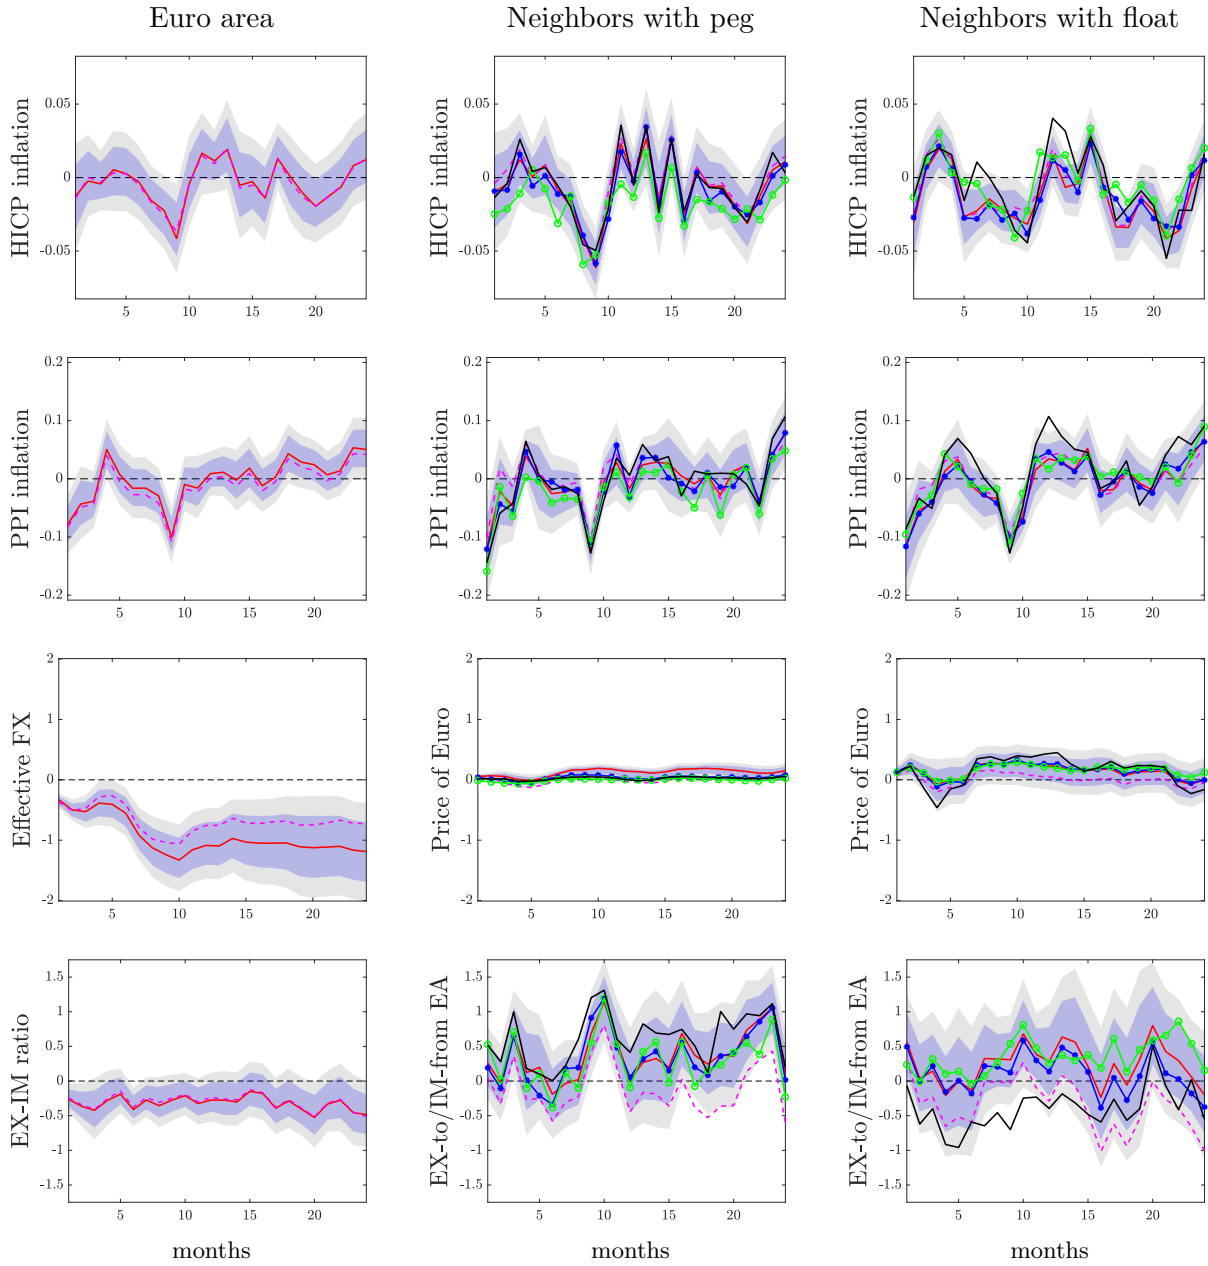 Euro area Neighbors with peg Neighbors with float
HICP inflation
0.05
0
-0.05
5 10 15 20
HICP inflation
0.05
0
-0.05
5 10 15 20
HICP inflation
0.05
0
-0.05
5 10 15 20
PPI inflation
0.2
0.1
0
-0.1
-0.2
5 10 15 20
PPI inflation
0.2
0.1
0
-0.1
-0.2
5 10 15 20
PPI inflation
0.2
0.1
0
-0.1
-0.2
5 10 15 20
Effective FX
2
1
0
-1
-2
5 10 15 20
Price of Euro
2
1
0
-1
-2
5 10 15 20
Price of Euro
2
1
0
-1
-2
5 10 15 20
EX-IM ratio
1.5
1
0.5
0
-0.5
-1
-1.5
5 10 15 20
months
EX-to/IM-from EA
1.5
1
0.5
0
-0.5
-1
-1.5
5 10 15 20
months
EX-to/IM-from EA
1.5
1
0.5
0
-0.5
-1
-1.5
5 10 15 20
months